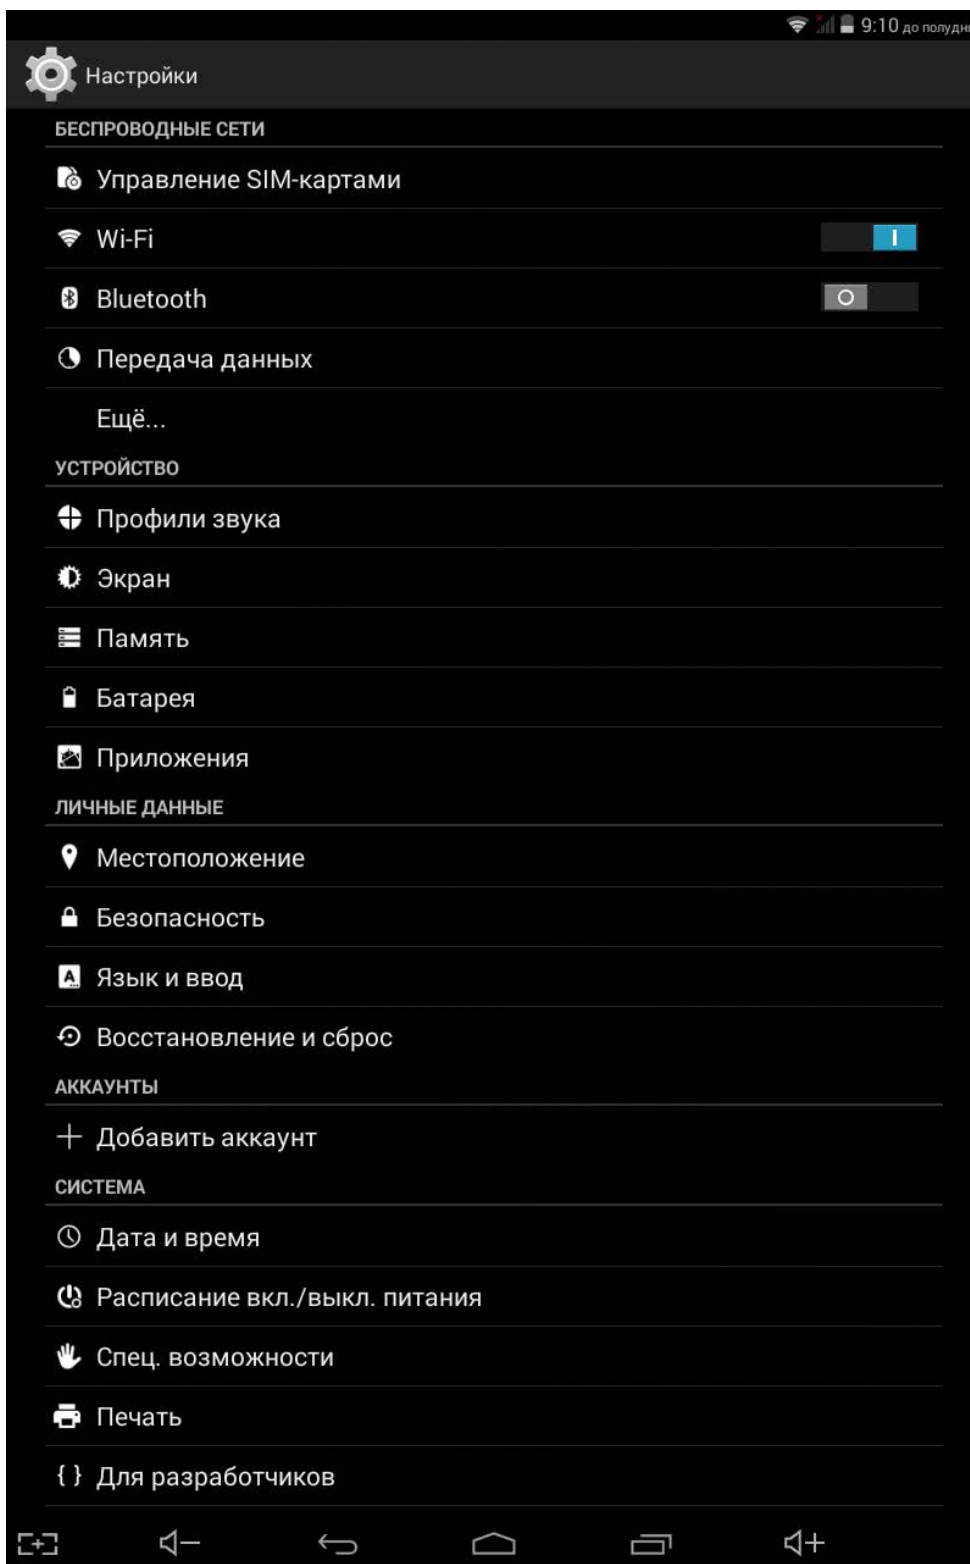 9:10 до полудня
Настройки
БЕСПРОВОДНЫЕ СЕТИ
Управление SIM-картами
Wi-Fi
Bluetooth
Передача данных
Ещё...
УСТРОЙСТВО
Профили звука
Экран
Память
Батарея
Приложения
ЛИЧНЫЕ ДАННЫЕ
Местоположение
Безопасность
Язык и ввод
Восстановление и сброс
АККАУНТЫ
Добавить аккаунт
СИСТЕМА
Дата и время
Расписание вкл./выкл. питания
Спец. возможности
Печать
Для разработчиков